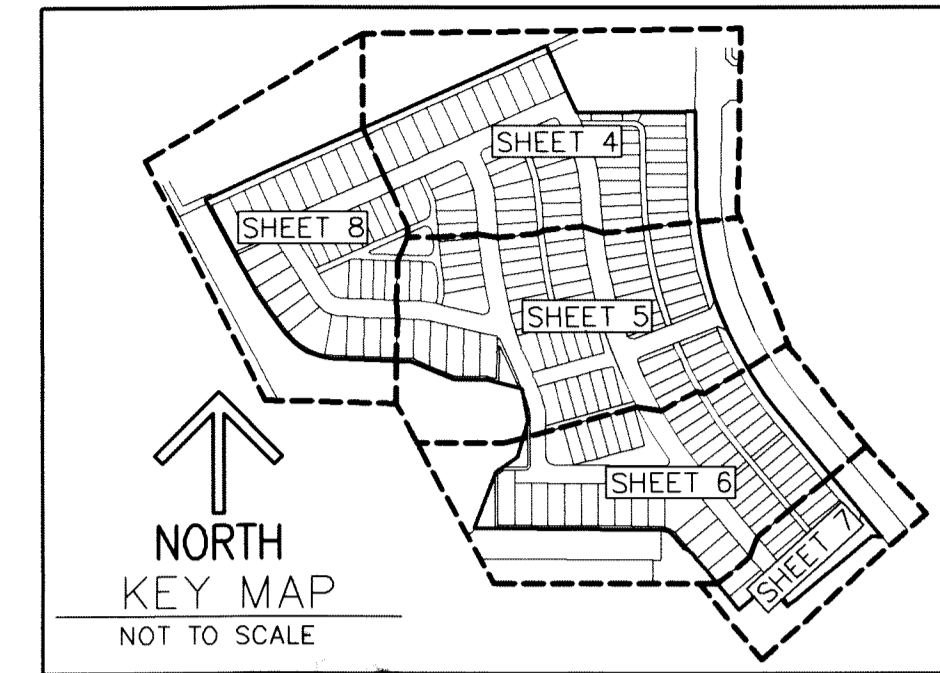 SHEET 4
SHEET 8
SHEET 5
SHEET 6
SHEET 7
NORTH
KEY MAP
NOT TO SCALE